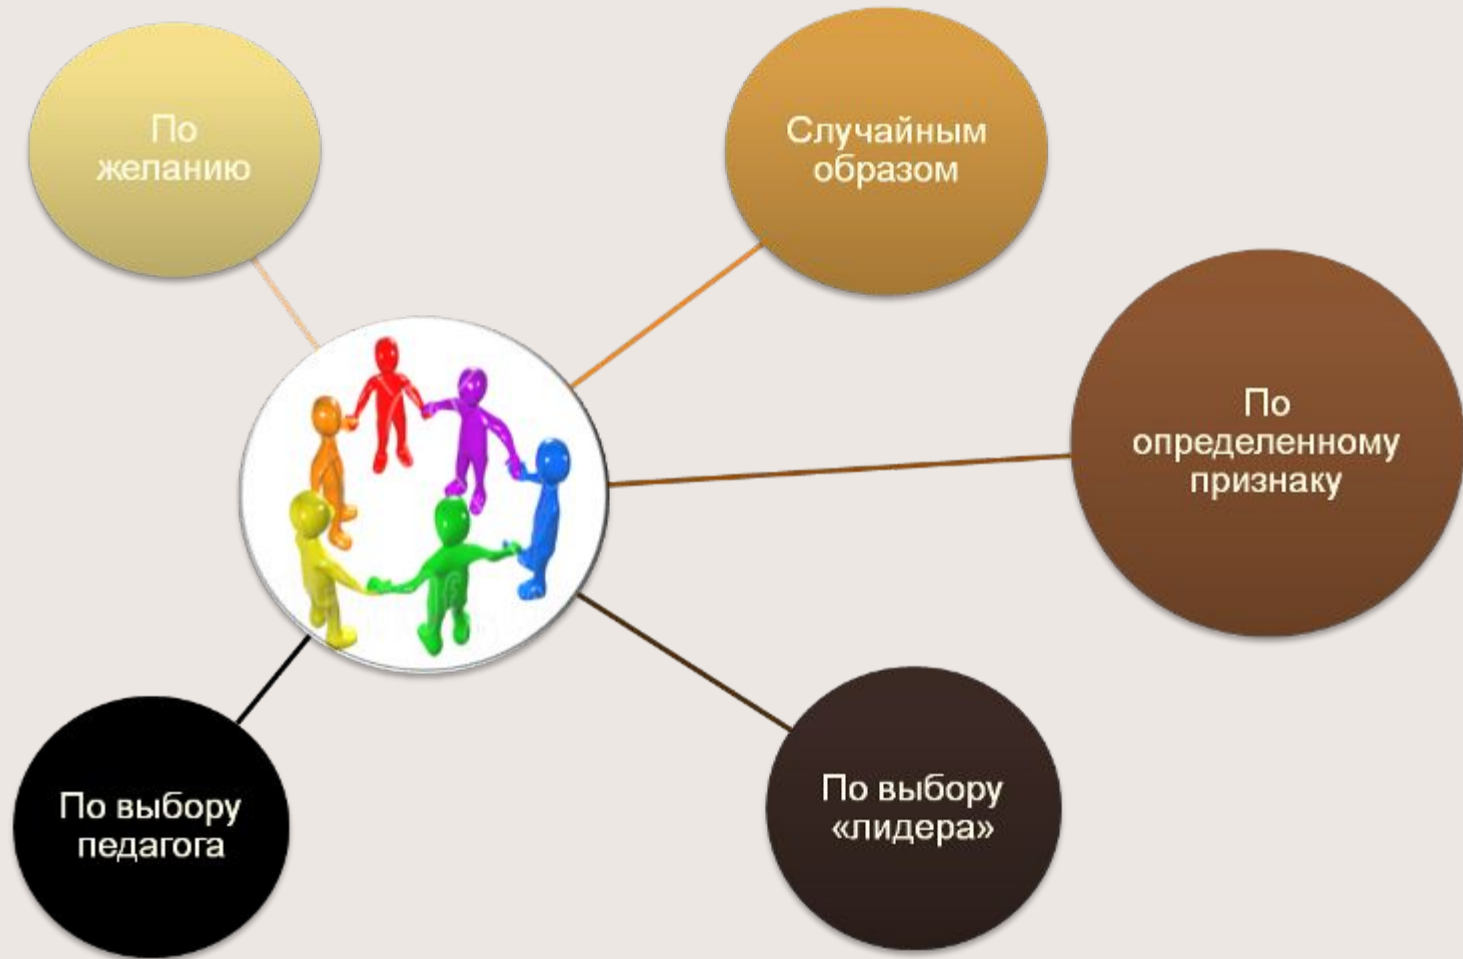 По
желанию
Случайным
образом
По
определенному
признаку
По выбору
«лидера»
По выбору
педагога